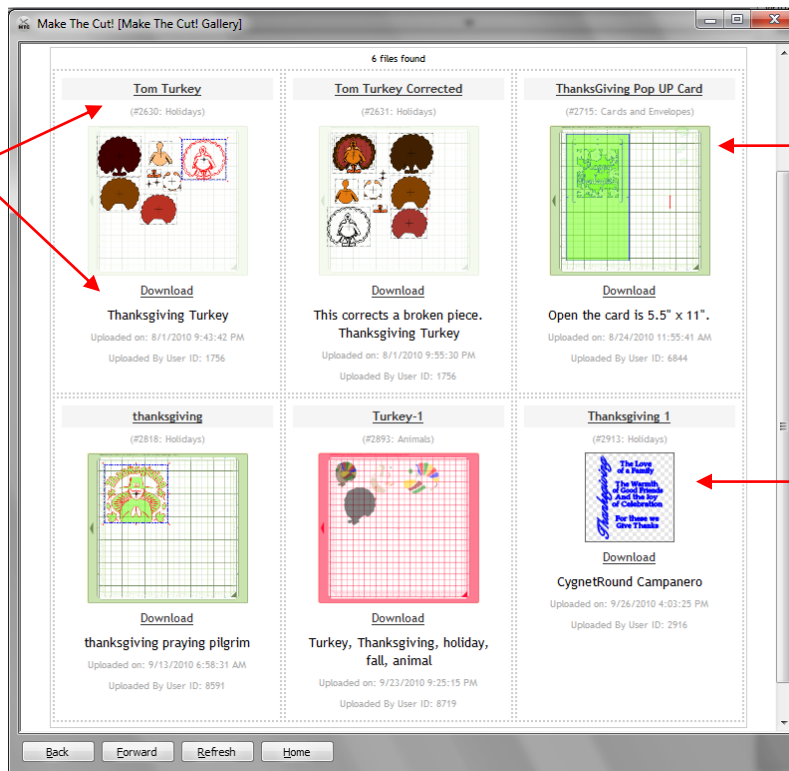 Make The Cut! [Make The Cut! Gallery]
6 files found
Tom Turkey
(#2630: Holidays)
Download
Thanksgiving Turkey
Uploaded on: 8/1/2010 9:43:42 PM
Uploaded By User ID: 1756
Tom Turkey Corrected
(#2631: Holidays)
Download
This corrects a broken piece.
Thanksgiving Turkey
Uploaded on: 8/1/2010 9:55:30 PM
Uploaded By User ID: 1756
ThanksGiving Pop UP Card
(#2715: Cards and Envelopes)
Download
Open the card is 5.5" x 11".
Uploaded on: 8/24/2010 11:55:41 AM
Uploaded By User ID: 6844
thanksgiving
(#2818: Holidays)
Download
thanksgiving praying pilgrim
Uploaded on: 9/13/2010 6:58:31 AM
Uploaded By User ID: 8591
Turkey-1
(#2893: Animals)
Download
Turkey, Thanksgiving, holiday,
fall, animal
Uploaded on: 9/23/2010 9:25:15 PM
Uploaded By User ID: 8719
Thanksgiving 1
(#2913: Holidays)
Thanksgiving
The Love
of a Family
The Warmth
of Good Friends
And the Joy
of Celebration
For these we
Give Thanks
Download
CygnetRound Campanero
Uploaded on: 9/26/2010 4:03:25 PM
Uploaded By User ID: 2916
Back
Forward
Refresh
Home